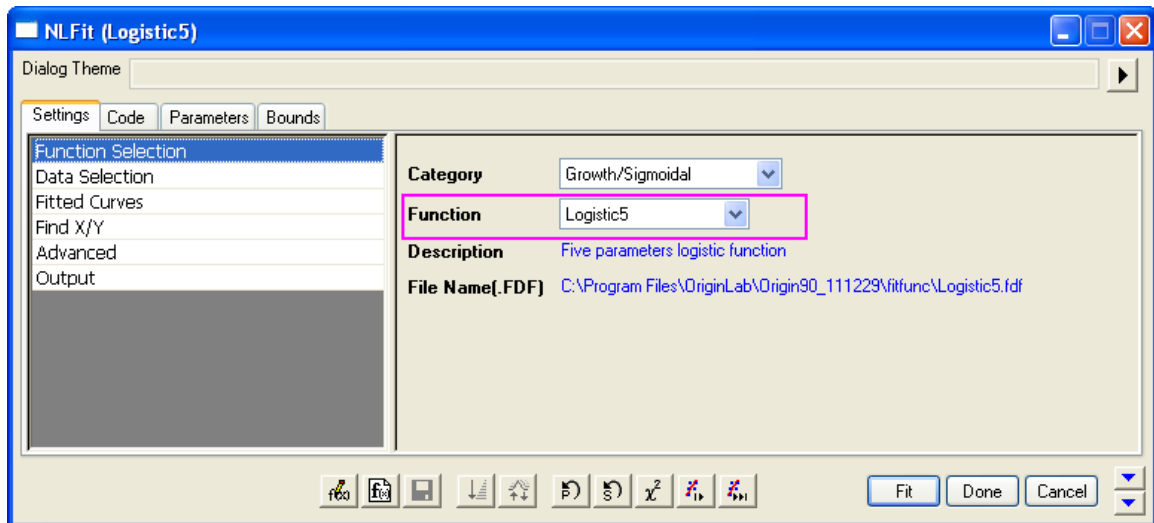 NLFit (Logistic5)
Dialog Theme
Settings Code Parameters Bounds
Function Selection
Data Selection
Fitted Curves
Find X/Y
Advanced
Output
Category Growth/Sigmoidal
Function Logistic5
Description Five parameters logistic function
File Name(.FDF) C:\Program Files\OriginLab\Origin90_111229\fitfunc\Logistic5.fdf
Fit Done Cancel